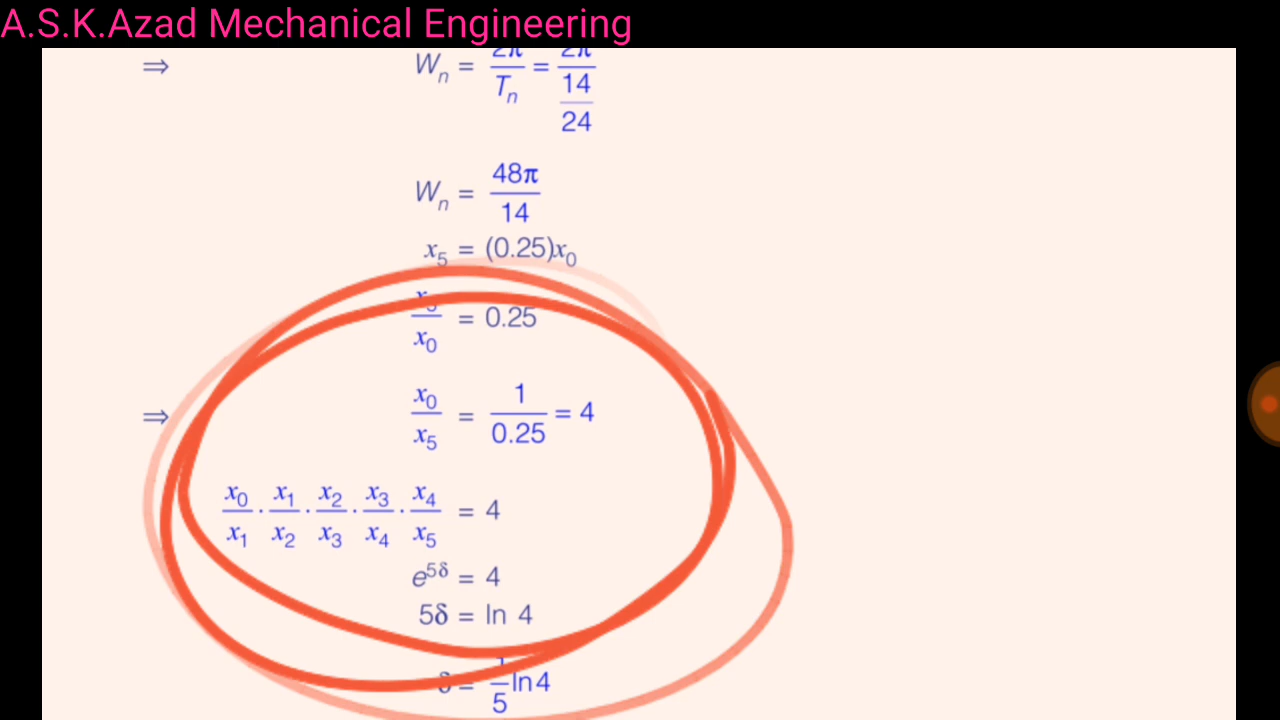 A.S.K.Azad Mechanical Engineering
⇒ Wₙ = 2π/Tₙ = 2π/(14/24)
Wₙ = 48π/14
x₅ = (0.25)x₀
x₅/x₀ = 0.25
⇒ x₀/x₅ = 1/0.25 = 4
x₀/x₁ · x₁/x₂ · x₂/x₃ · x₃/x₄ · x₄/x₅ = 4
e^(5δ) = 4
5δ = ln 4
δ = 1/5 ln4